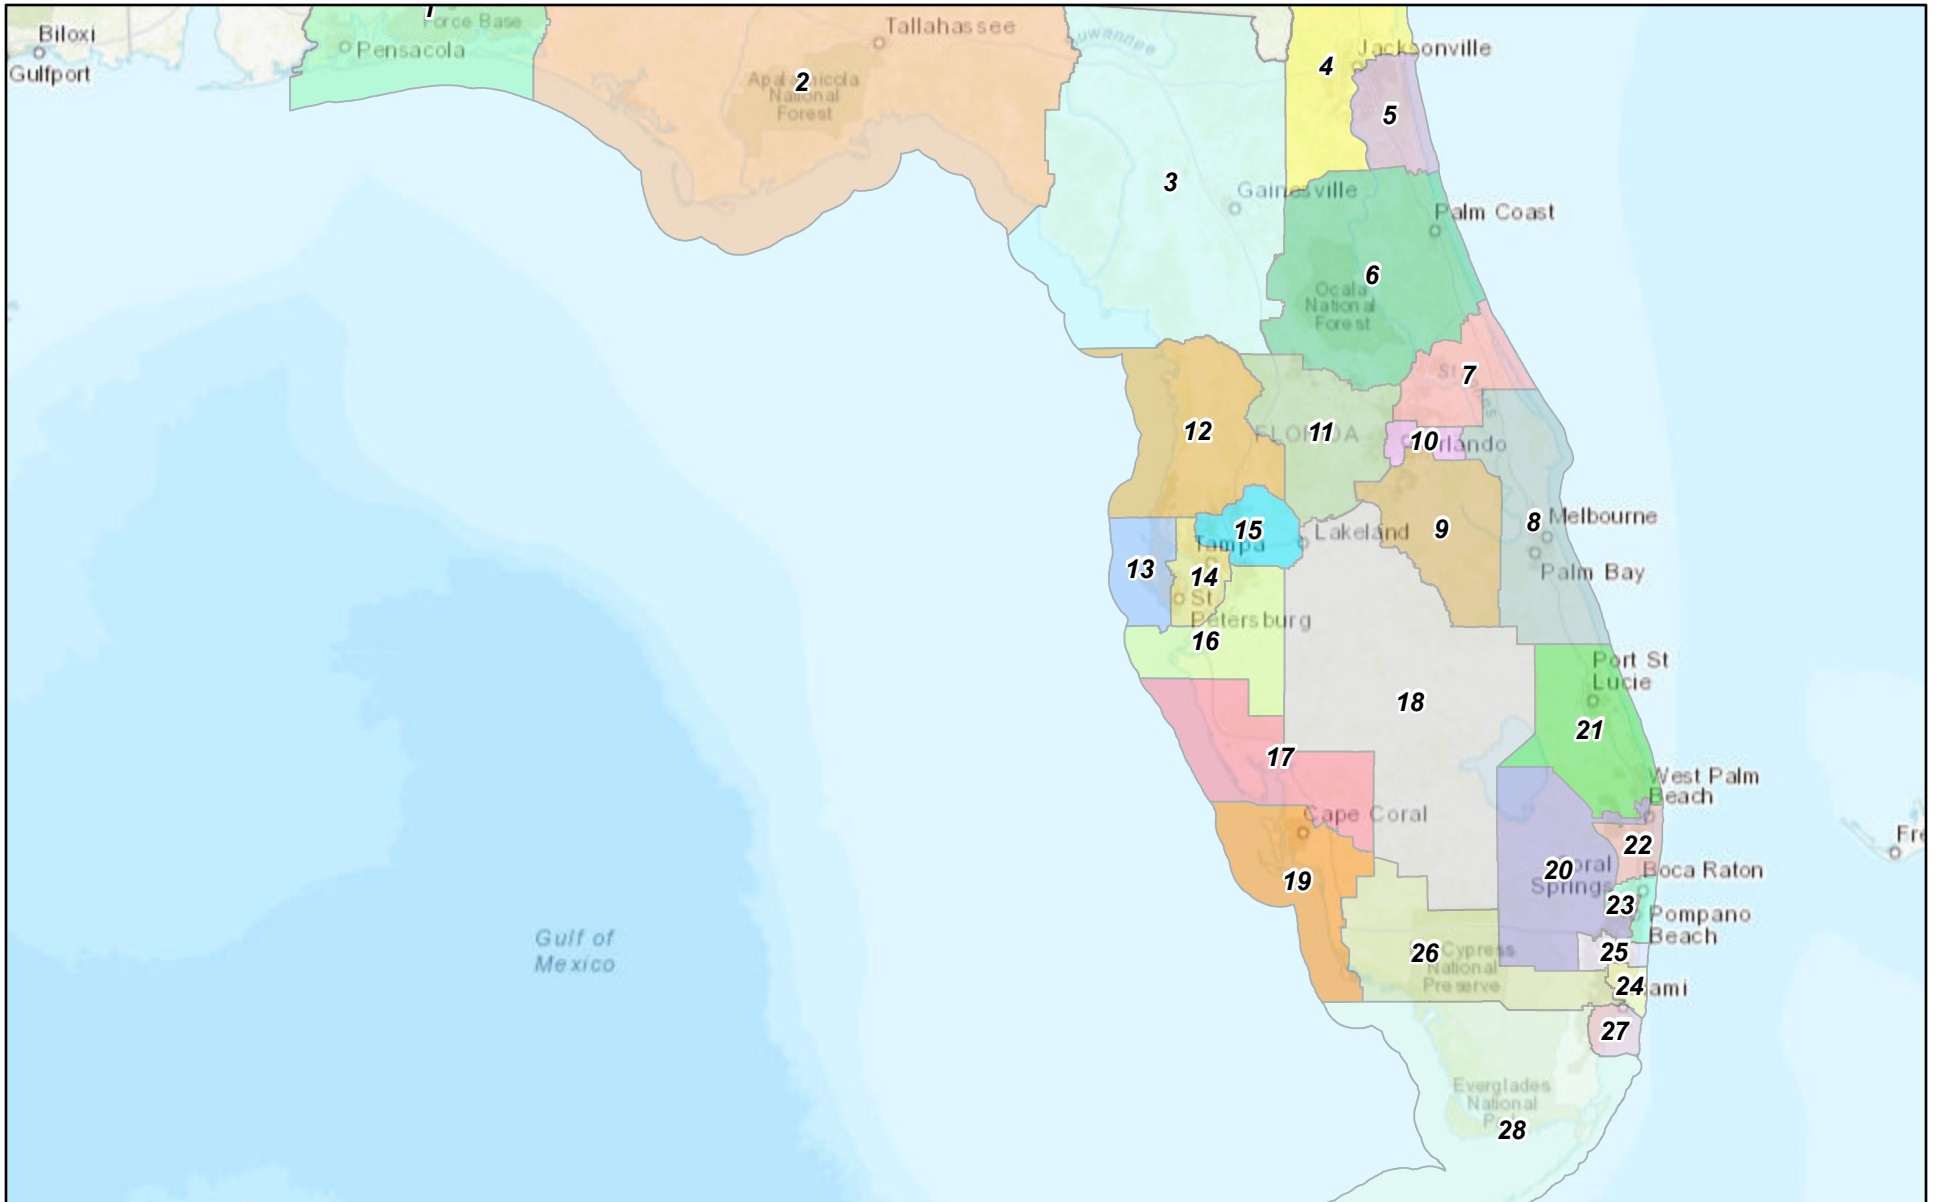 Force Base
Biloxi
Gulfport
Pensacola
Tallahassee
2
Apalachicola
National
Forest
Suwannee
4
Jacksonville
5
3
Gainesville
Palm Coast
6
Ocala
National
Forest
7
12
FLORIDA
11
10
Orlando
15
Tampa
Lakeland
9
8
Melbourne
Palm Bay
13
14
St
Petersburg
16
18
Port St
Lucie
21
17
West Palm
Beach
Cape Coral
22
20
Coral
Springs
Boca Raton
19
23
Pompano
Beach
Gulf of
Mexico
26
Cypress
National
Preserve
25
24
Miami
27
Everglades
National
28